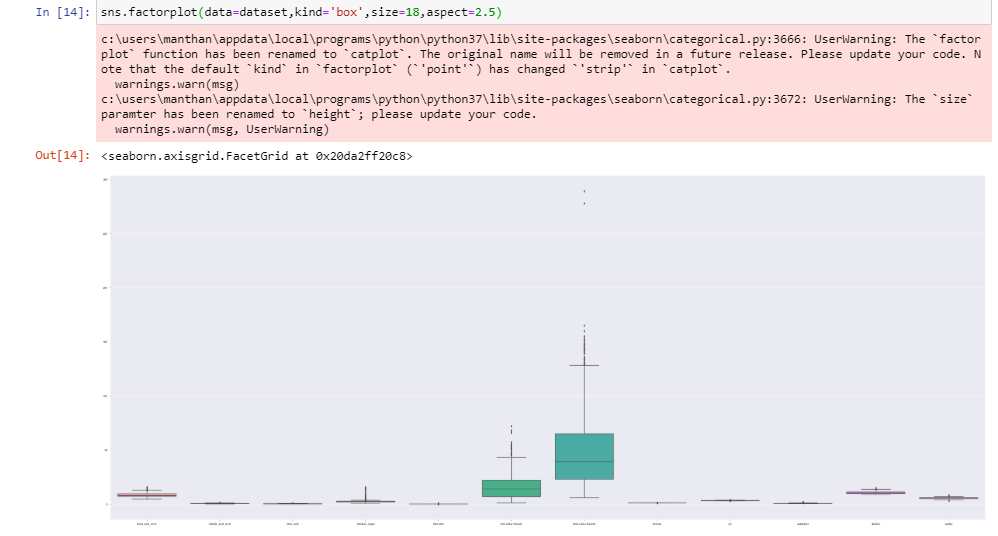 In [14]: sns.factorplot(data=dataset,kind='box',size=18,aspect=2.5)
c:\users\manthan\appdata\local\programs\python\python37\lib\site-packages\seaborn\categorical.py:3666: UserWarning: The `factor
plot` function has been renamed to `catplot`. The original name will be removed in a future release. Please update your code. N
ote that the default `kind` in `factorplot` (`'point'`) has changed `'strip'` in `catplot`.
warnings.warn(msg)
c:\users\manthan\appdata\local\programs\python\python37\lib\site-packages\seaborn\categorical.py:3672: UserWarning: The `size`
paramter has been renamed to `height`; please update your code.
warnings.warn(msg, UserWarning)
Out[14]: <seaborn.axisgrid.FacetGrid at 0x20da2ff20c8>